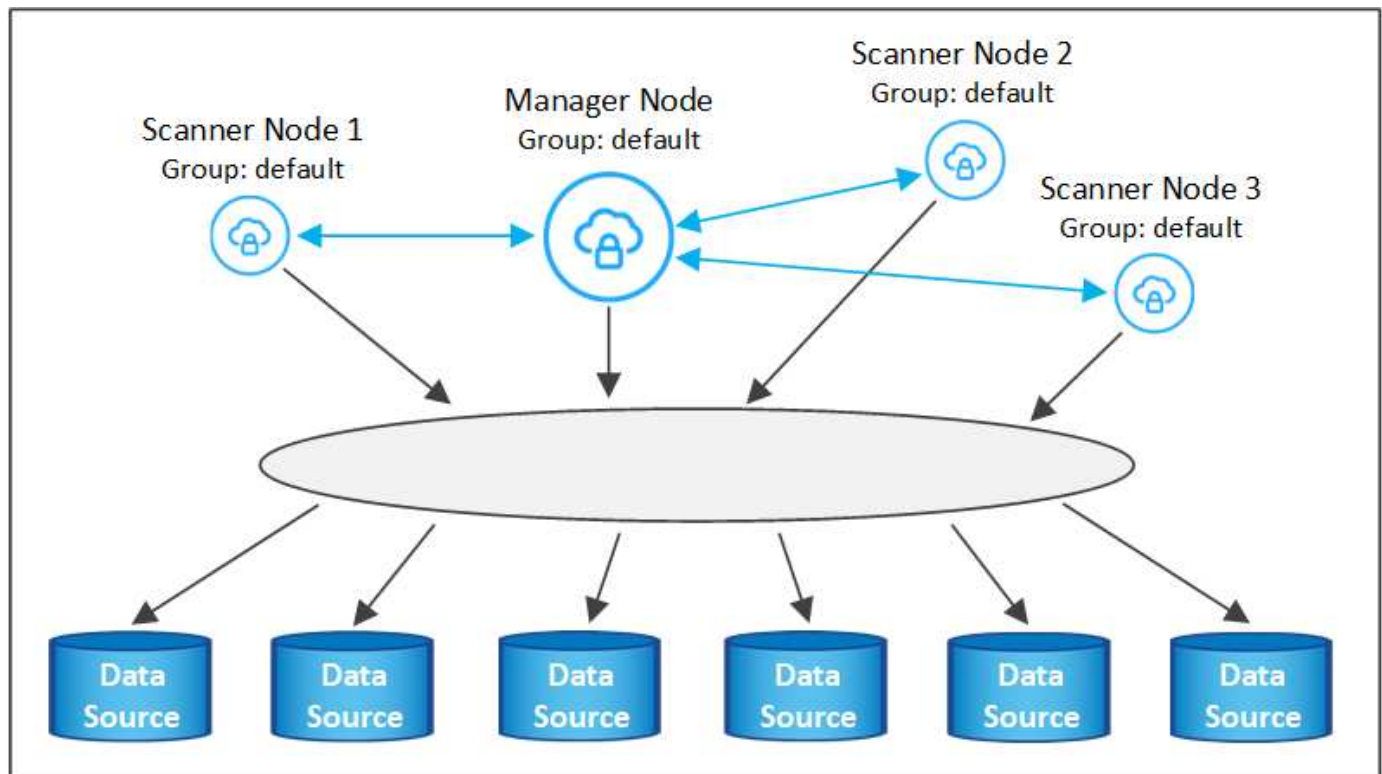 Scanner Node 1
Group: default
Manager Node
Group: default
Scanner Node 2
Group: default
Scanner Node 3
Group: default
Data
Source
Data
Source
Data
Source
Data
Source
Data
Source
Data
Source